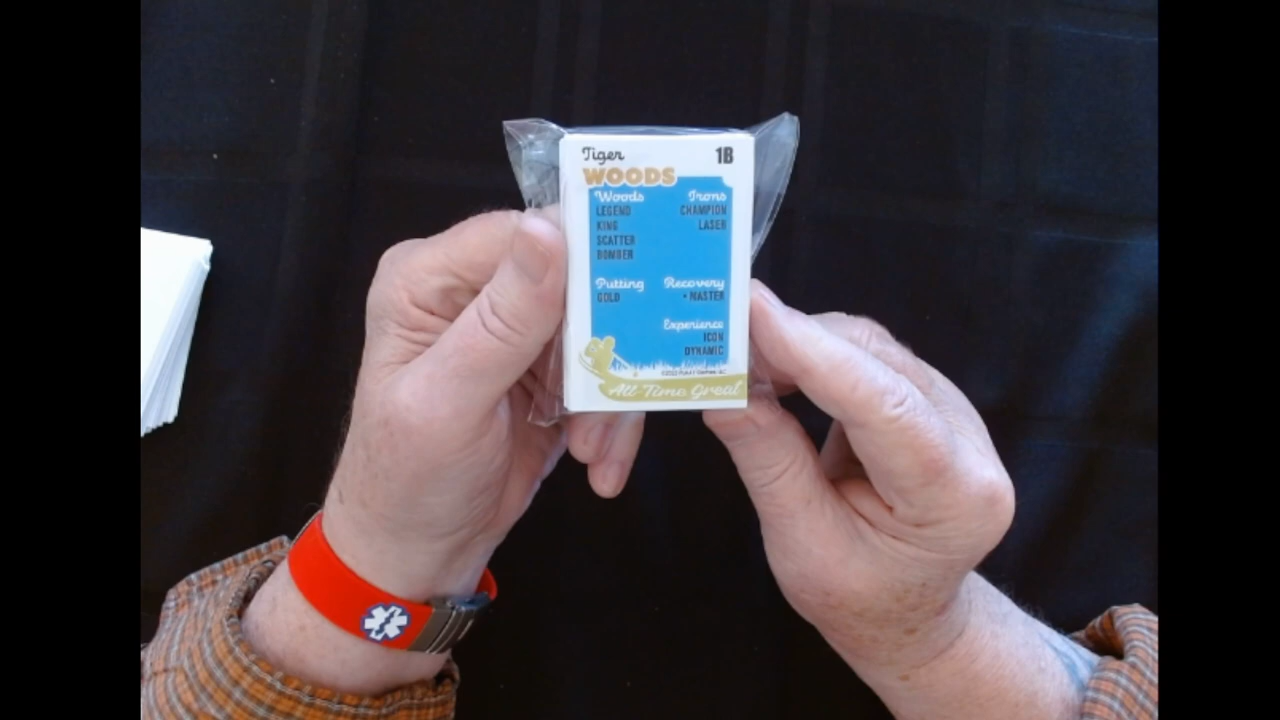 Tiger 1B
WOODS
Woods Irons
LEGEND CHAMPION
KING LASER
SCATTER
BOMBER
Putting Recovery
GOLD • MASTER
Experience
ICON
DYNAMIC
All-Time Great